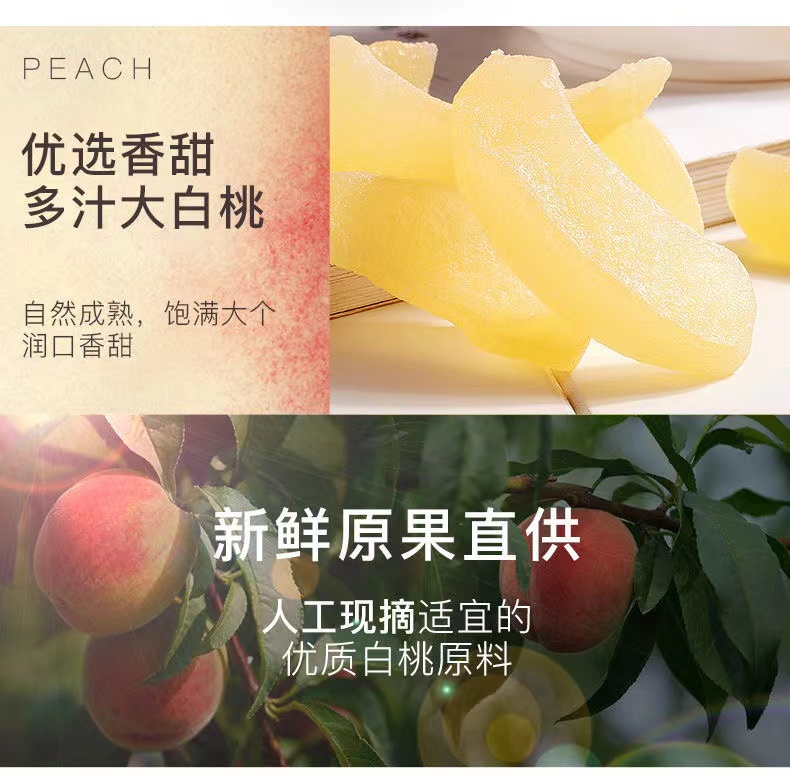 PEACH
优选香甜
多汁大白桃
自然成熟，饱满大个
润口香甜
新鲜原果直供
人工现摘适宜的
优质白桃原料